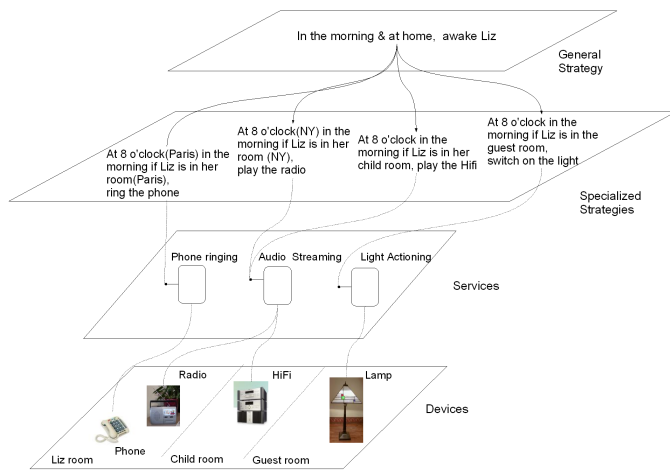 In the morning & at home, awake Liz
General
Strategy
At 8 o'clock(Paris) in the
morning if Liz is in her
room(Paris),
ring the phone
At 8 o'clock(NY) in the
morning if Liz is in her
room (NY),
play the radio
At 8 o'clock in the
morning if Liz is in her
child room, play the Hifi
At 8 o'clock in the
morning if Liz is in the
guest room,
switch on the light
Specialized
Strategies
Phone ringing
Audio Streaming
Light Actioning
Services
Radio
HiFi
Lamp
Devices
Phone
Liz room
Child room
Guest room